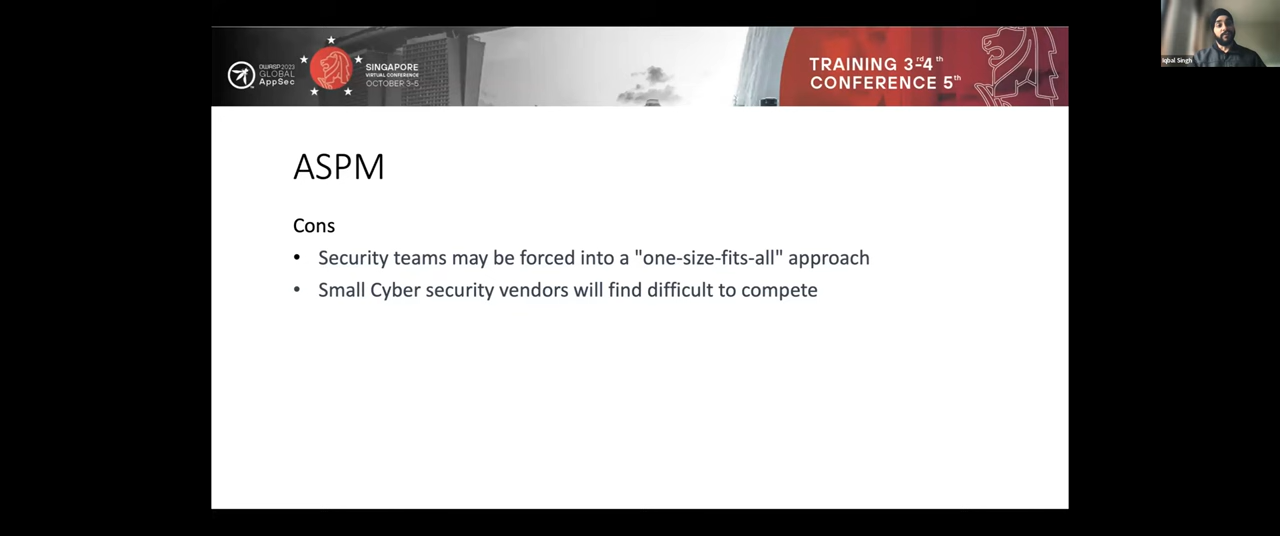 OWASP 2023
GLOBAL
AppSec
SINGAPORE
VIRTUAL CONFERENCE
OCTOBER 3-5
TRAINING 3rd-4th
CONFERENCE 5th
Iqbal Singh
ASPM
Cons
• Security teams may be forced into a "one-size-fits-all" approach
• Small Cyber security vendors will find difficult to compete